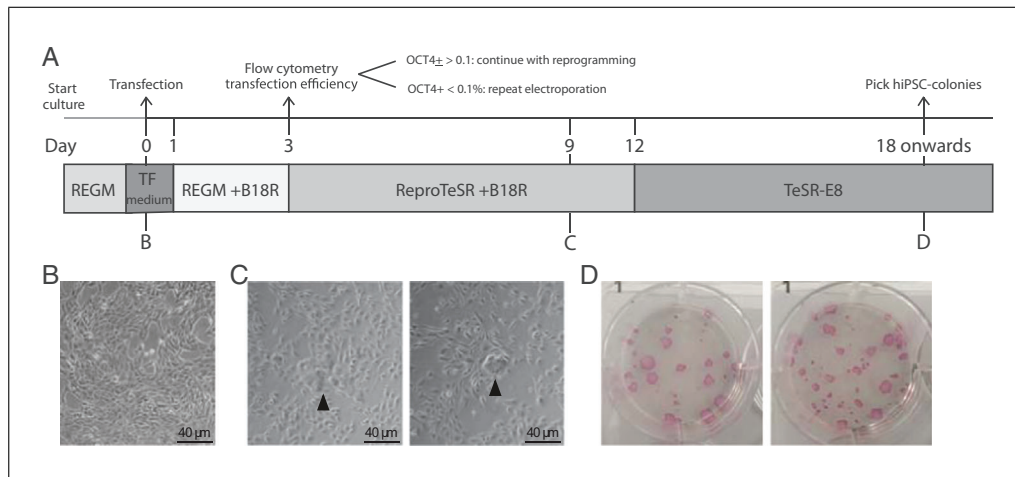 A
Start
culture
Transfection
Flow cytometry
transfection efficiency
OCT4± > 0.1: continue with reprogramming
OCT4+ < 0.1%: repeat electroporation
Pick hiPSC-colonies
Day 0 1 3 9 12 18 onwards
REGM
TF
medium
REGM +B18R
ReproTeSR +B18R
TeSR-E8
B C D
B C D
40 µm
40 µm
40 µm